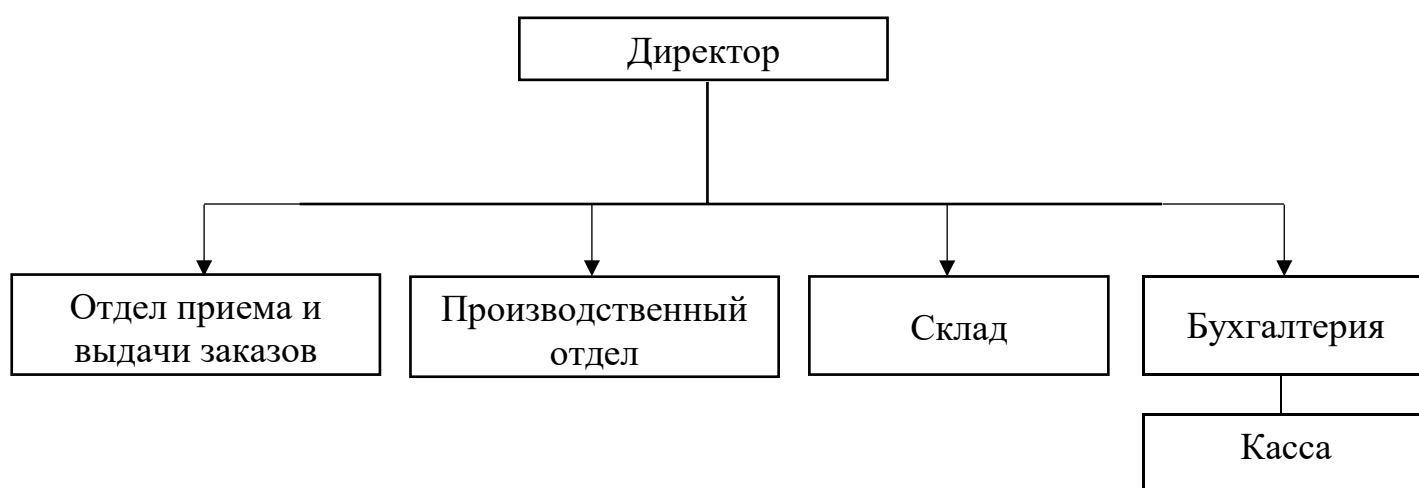 Директор
Отдел приема и
выдачи заказов
Производственный
отдел
Склад
Бухгалтерия
Касса